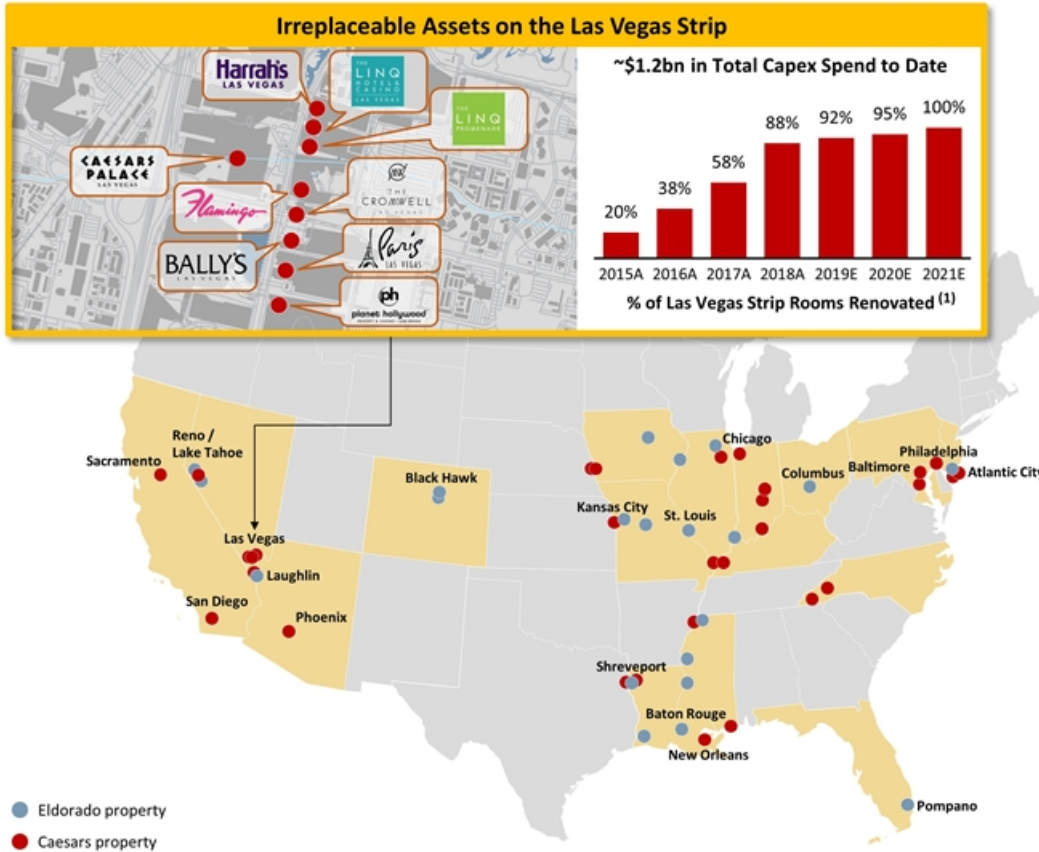 Irreplaceable Assets on the Las Vegas Strip
Harrah's
LAS VEGAS
THE
LINQ
HOTEL &
CASINO
LAS VEGAS
THE
LINQ
PROMENADE
CAESARS
PALACE
LAS VEGAS
Flamingo
THE
CROMWELL
LAS VEGAS
BALLY'S
LAS VEGAS
Paris
LAS VEGAS
ph
planet hollywood
~$1.2bn in Total Capex Spend to Date
20%
38%
58%
88%
92%
95%
100%
2015A 2016A 2017A 2018A 2019E 2020E 2021E
% of Las Vegas Strip Rooms Renovated (1)
Reno /
Lake Tahoe
Sacramento
Las Vegas
Laughlin
San Diego
Phoenix
Black Hawk
Kansas City
St. Louis
Chicago
Columbus
Baltimore
Philadelphia
Atlantic City
Shreveport
Baton Rouge
New Orleans
Pompano
Eldorado property
Caesars property